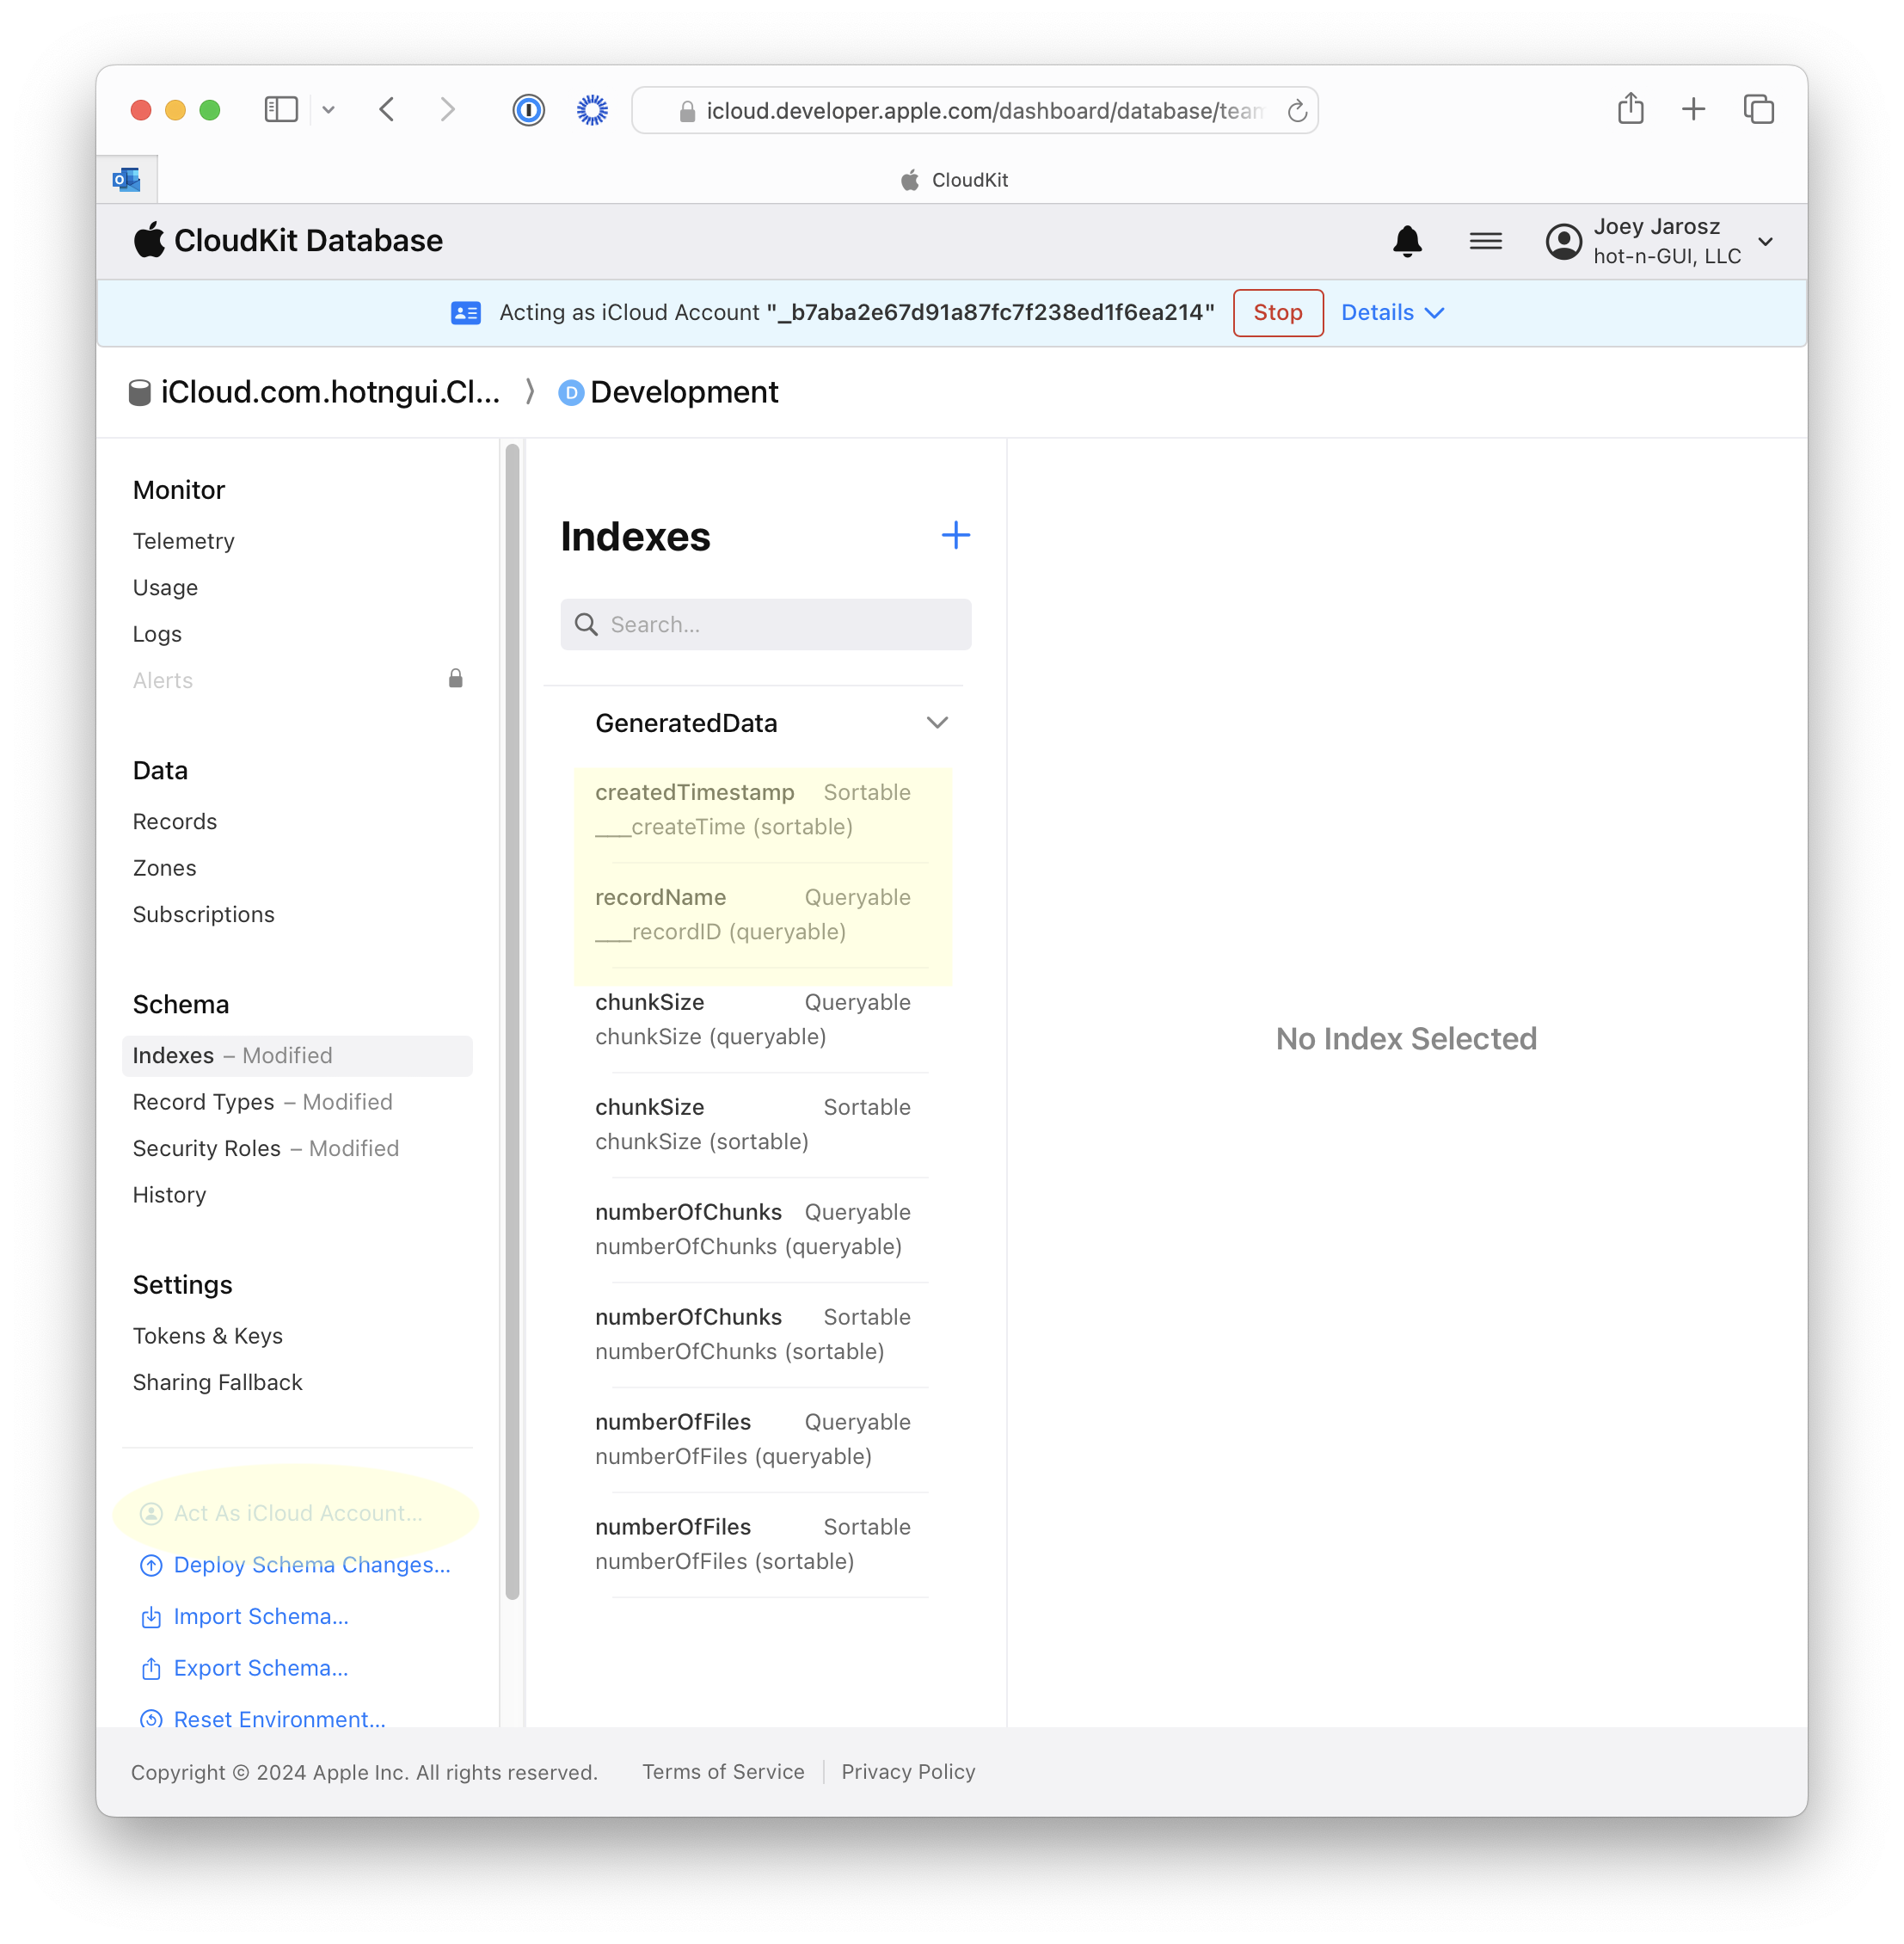 icloud.developer.apple.com/dashboard/database/team
CloudKit
CloudKit Database
Joey Jarosz
hot-n-GUI, LLC
Acting as iCloud Account "_b7aba2e67d91a87fc7f238ed1f6ea214" Stop Details
iCloud.com.hotngui.Cl... 〉 D Development
Monitor
Telemetry
Usage
Logs
Alerts
Data
Records
Zones
Subscriptions
Schema
Indexes – Modified
Record Types – Modified
Security Roles – Modified
History
Settings
Tokens & Keys
Sharing Fallback
Act As iCloud Account...
Deploy Schema Changes...
Import Schema...
Export Schema...
Reset Environment...
Indexes
Search...
GeneratedData
createdTimestamp Sortable
___createTime (sortable)
recordName Queryable
___recordID (queryable)
chunkSize Queryable
chunkSize (queryable)
chunkSize Sortable
chunkSize (sortable)
numberOfChunks Queryable
numberOfChunks (queryable)
numberOfChunks Sortable
numberOfChunks (sortable)
numberOfFiles Queryable
numberOfFiles (queryable)
numberOfFiles Sortable
numberOfFiles (sortable)
No Index Selected
Copyright © 2024 Apple Inc. All rights reserved. Terms of Service Privacy Policy